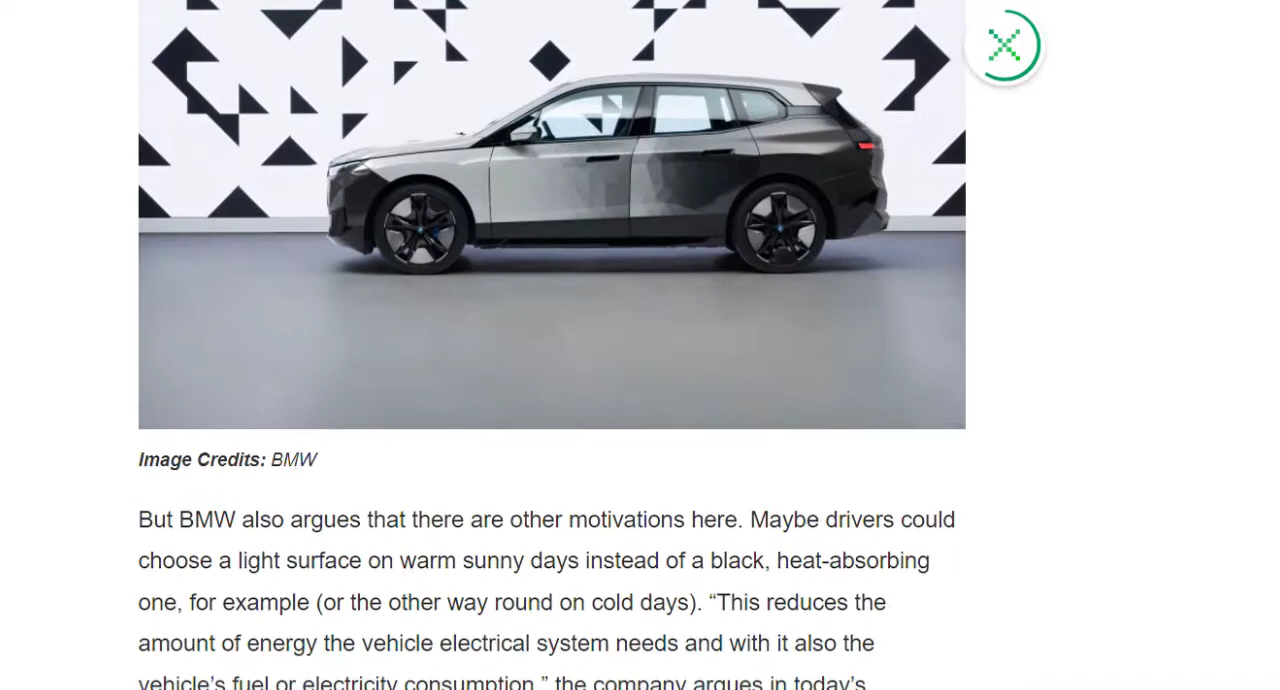 Image Credits: BMW
But BMW also argues that there are other motivations here. Maybe drivers could
choose a light surface on warm sunny days instead of a black, heat-absorbing
one, for example (or the other way round on cold days). “This reduces the
amount of energy the vehicle electrical system needs and with it also the
vehicle’s fuel or electricity consumption,” the company argues in today’s